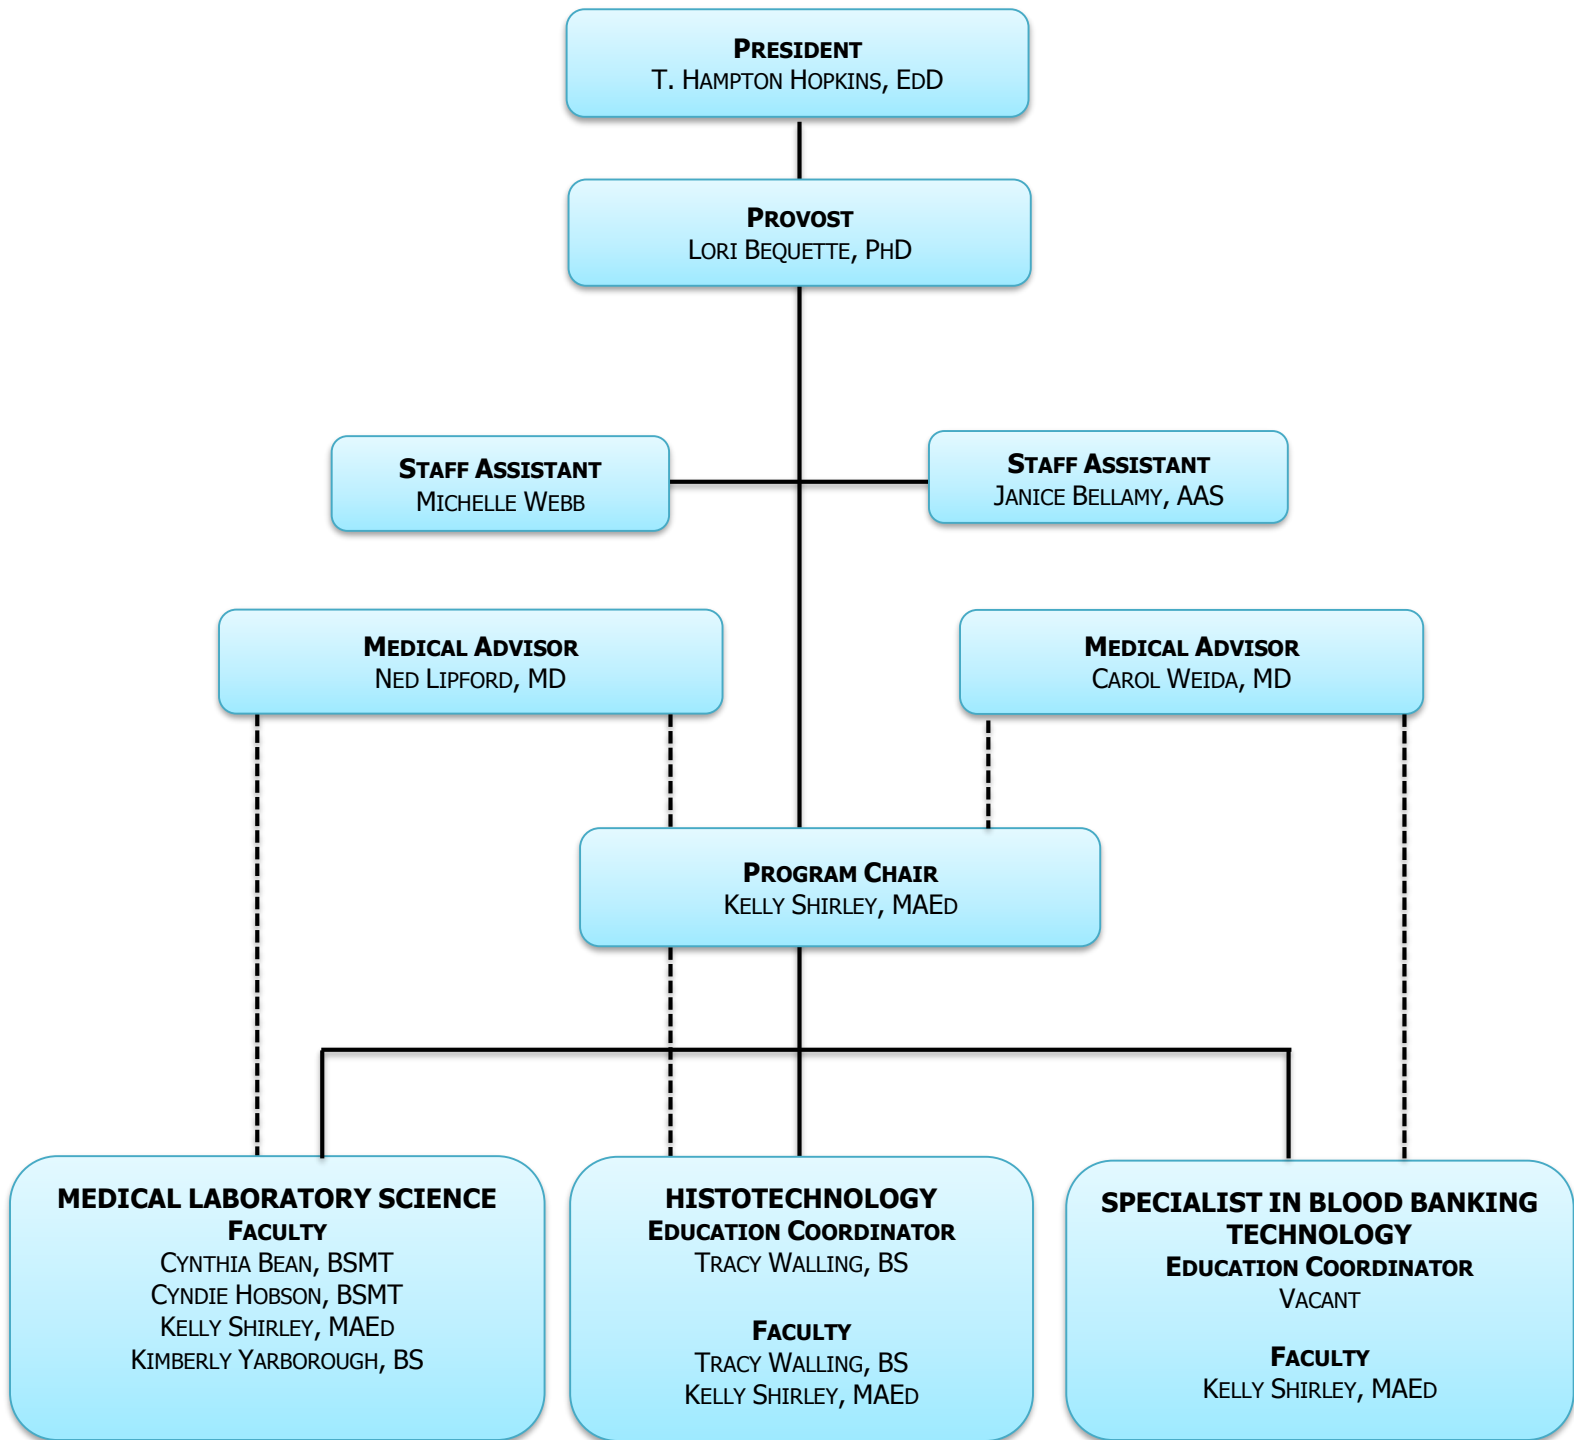 PRESIDENT
T. HAMPTON HOPKINS, EDD
PROVOST
LORI BEQUETTE, PHD
STAFF ASSISTANT
MICHELLE WEBB
STAFF ASSISTANT
JANICE BELLAMY, AAS
MEDICAL ADVISOR
NED LIPFORD, MD
MEDICAL ADVISOR
CAROL WEIDA, MD
PROGRAM CHAIR
KELLY SHIRLEY, MAED
MEDICAL LABORATORY SCIENCE
FACULTY
CYNTHIA BEAN, BSMT
CYNDIE HOBSON, BSMT
KELLY SHIRLEY, MAED
KIMBERLY YARBOROUGH, BS
HISTOTECHNOLOGY
EDUCATION COORDINATOR
TRACY WALLING, BS
FACULTY
TRACY WALLING, BS
KELLY SHIRLEY, MAED
SPECIALIST IN BLOOD BANKING
TECHNOLOGY
EDUCATION COORDINATOR
VACANT
FACULTY
KELLY SHIRLEY, MAED